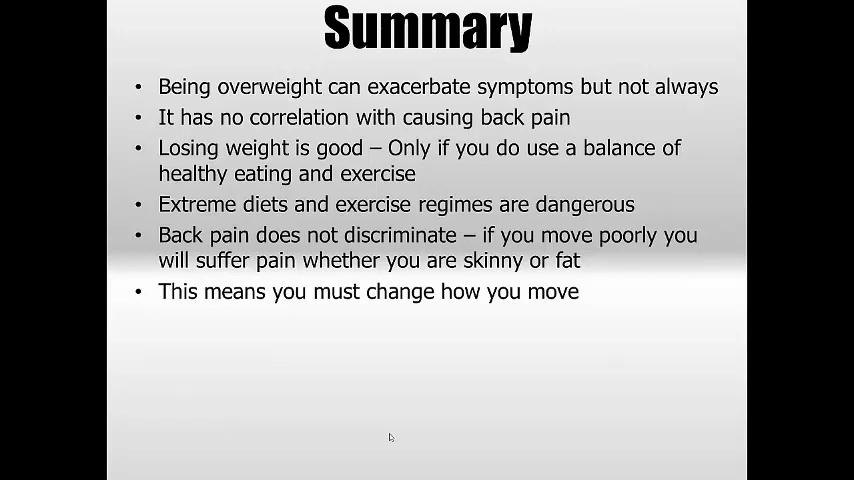 Summary
• Being overweight can exacerbate symptoms but not always
• It has no correlation with causing back pain
• Losing weight is good – Only if you do use a balance of
healthy eating and exercise
• Extreme diets and exercise regimes are dangerous
• Back pain does not discriminate – if you move poorly you
will suffer pain whether you are skinny or fat
• This means you must change how you move